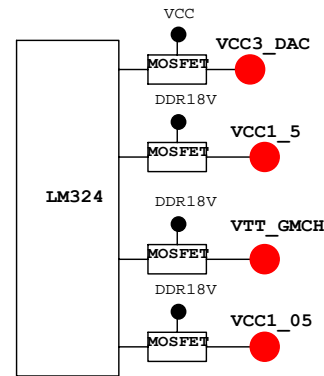 VCC
VCC3_DAC
MOSFET
DDR18V
VCC1_5
MOSFET
LM324
DDR18V
VTT_GMCH
MOSFET
DDR18V
VCC1_05
MOSFET